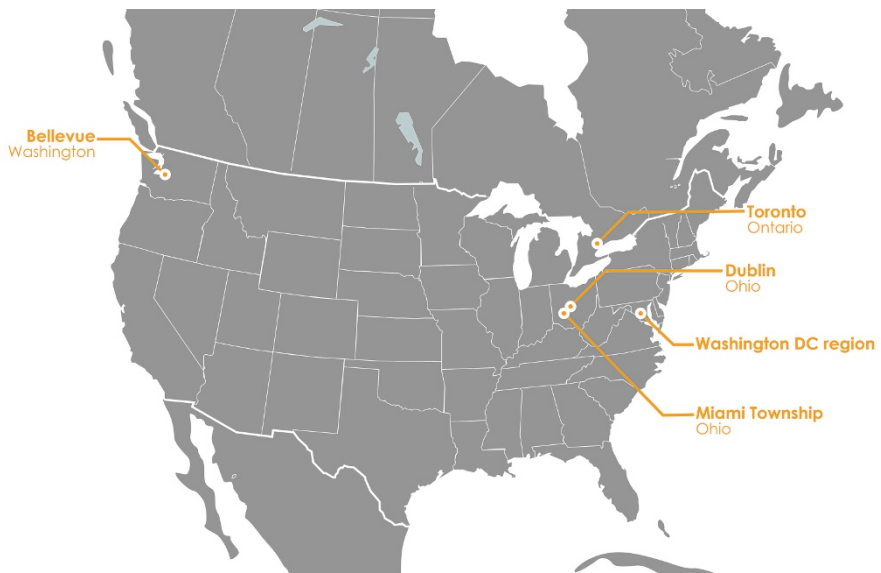 Bellevue
Washington
Toronto
Ontario
Dublin
Ohio
Washington DC region
Miami Township
Ohio